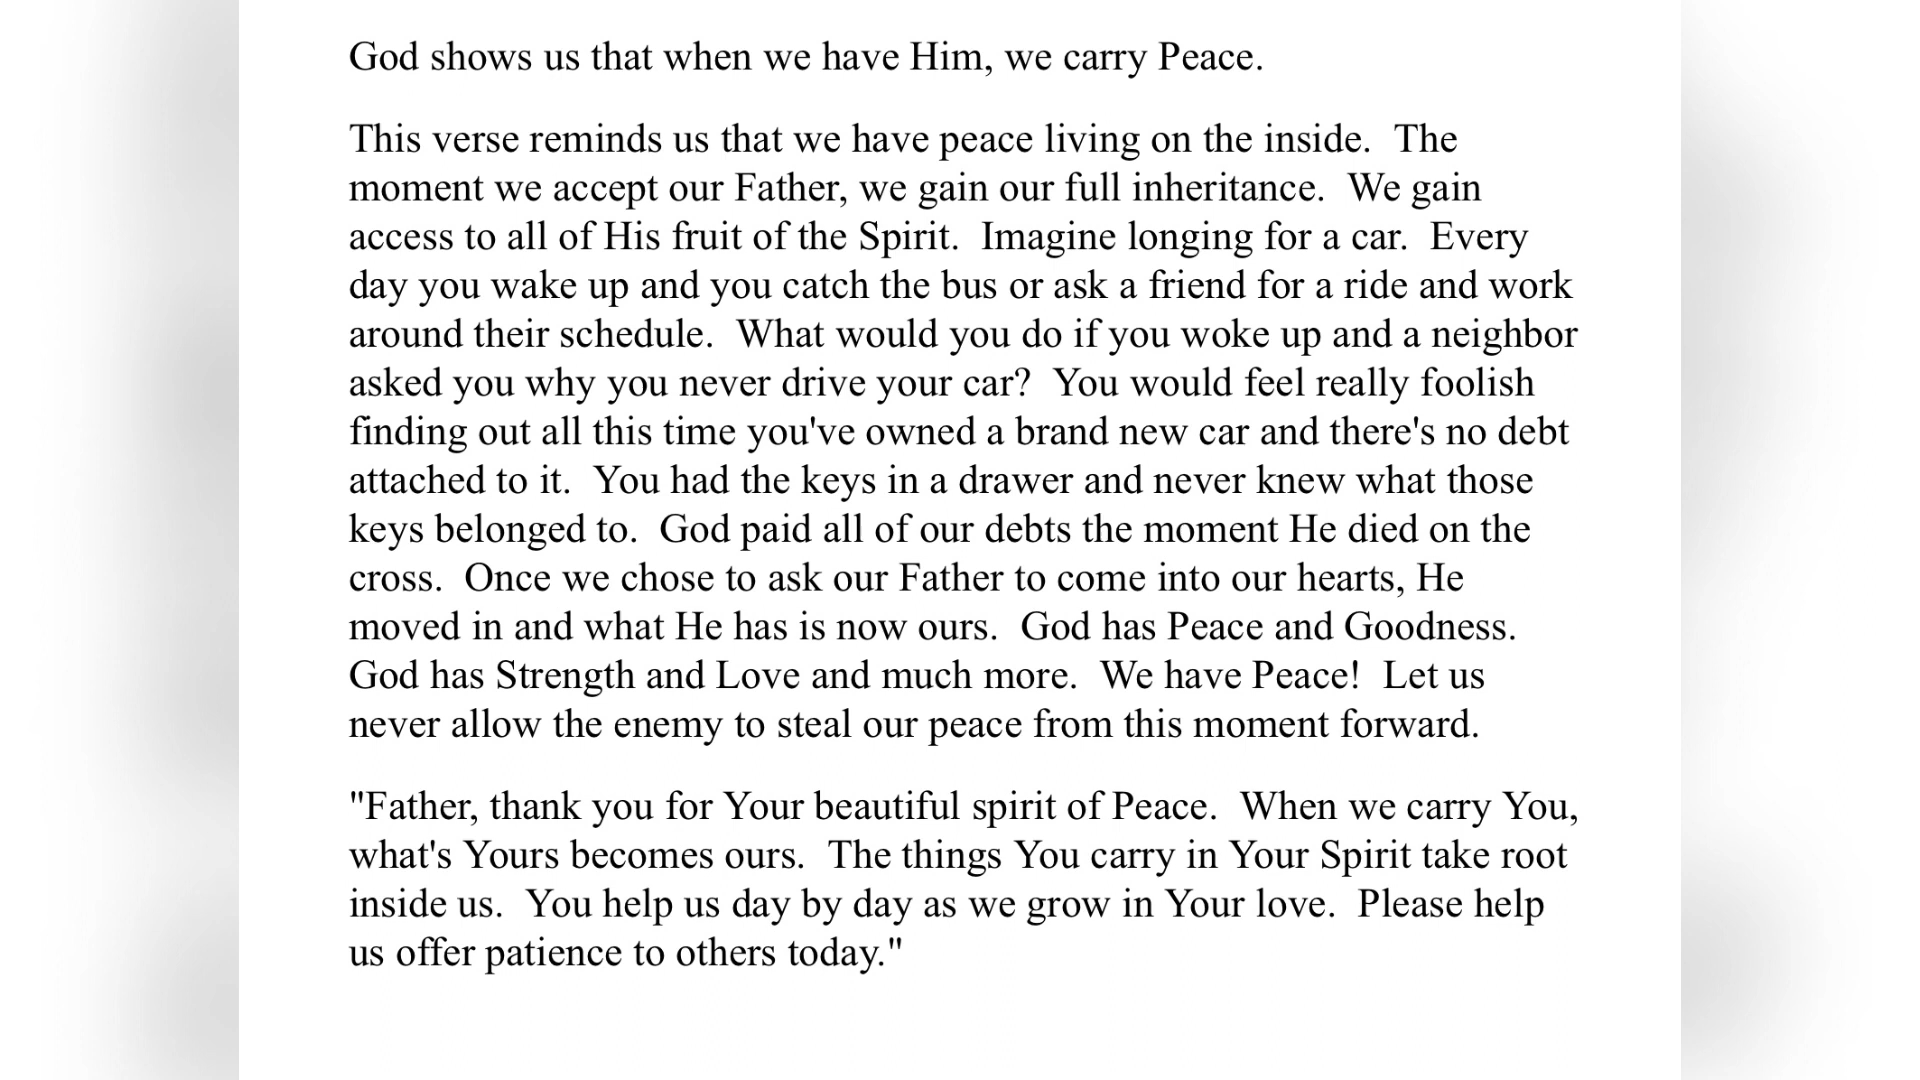 God shows us that when we have Him, we carry Peace.
This verse reminds us that we have peace living on the inside.  The
moment we accept our Father, we gain our full inheritance.  We gain
access to all of His fruit of the Spirit.  Imagine longing for a car.  Every
day you wake up and you catch the bus or ask a friend for a ride and work
around their schedule.  What would you do if you woke up and a neighbor
asked you why you never drive your car?  You would feel really foolish
finding out all this time you've owned a brand new car and there's no debt
attached to it.  You had the keys in a drawer and never knew what those
keys belonged to.  God paid all of our debts the moment He died on the
cross.  Once we chose to ask our Father to come into our hearts, He
moved in and what He has is now ours.  God has Peace and Goodness.
God has Strength and Love and much more.  We have Peace!  Let us
never allow the enemy to steal our peace from this moment forward.
"Father, thank you for Your beautiful spirit of Peace.  When we carry You,
what's Yours becomes ours.  The things You carry in Your Spirit take root
inside us.  You help us day by day as we grow in Your love.  Please help
us offer patience to others today."